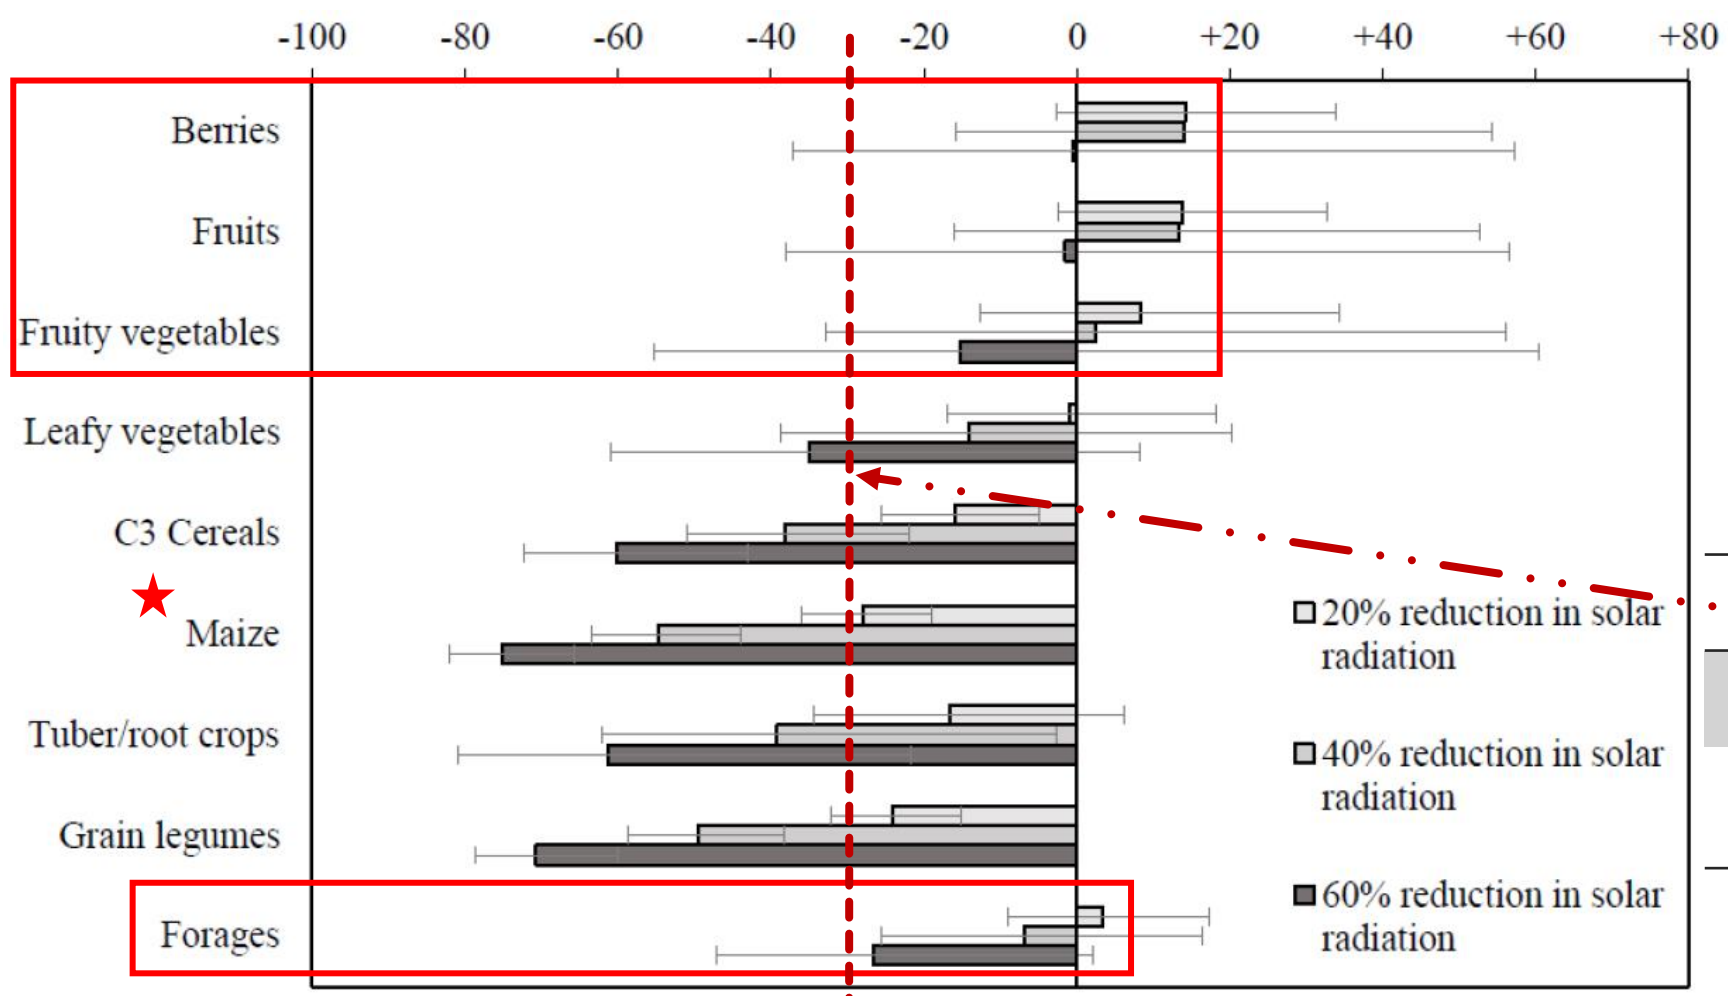 -100 -80 -60 -40 -20 0 +20 +40 +60 +80
Berries
Fruits
Fruity vegetables
Leafy vegetables
C3 Cereals
Maize
Tuber/root crops
Grain legumes
Forages
20% reduction in solar
radiation
40% reduction in solar
radiation
60% reduction in solar
radiation